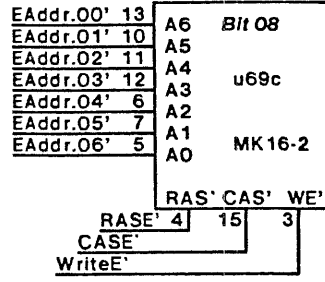 EAddr.00' 13 A6 Bit 08
EAddr.01' 10 A5
EAddr.02' 11 A4 u69c
EAddr.03' 12 A3
EAddr.04' 6 A2
EAddr.05' 7 A1 MK16-2
EAddr.06' 5 A0
RAS' CAS' WE'
RASE' 4 15 3
CASE'
WriteE'